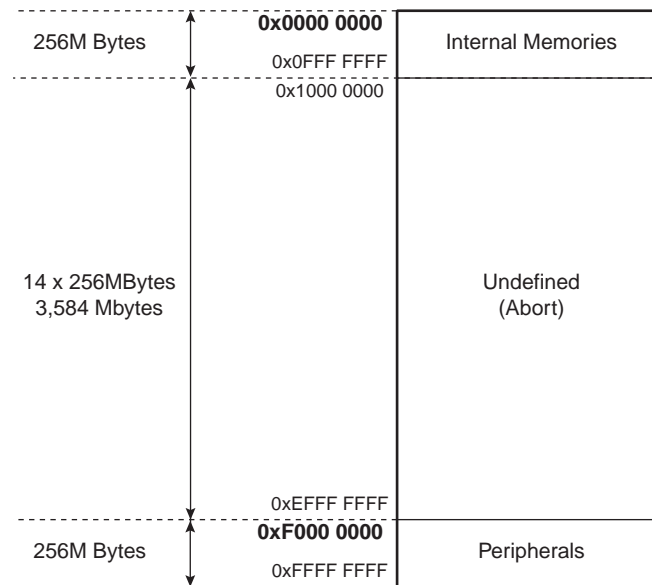 256M Bytes
0x0000 0000
0x0FFF FFFF
Internal Memories
0x1000 0000
14 x 256MBytes
3,584 Mbytes
Undefined
(Abort)
0xEFFF FFFF
256M Bytes
0xF000 0000
0xFFFF FFFF
Peripherals